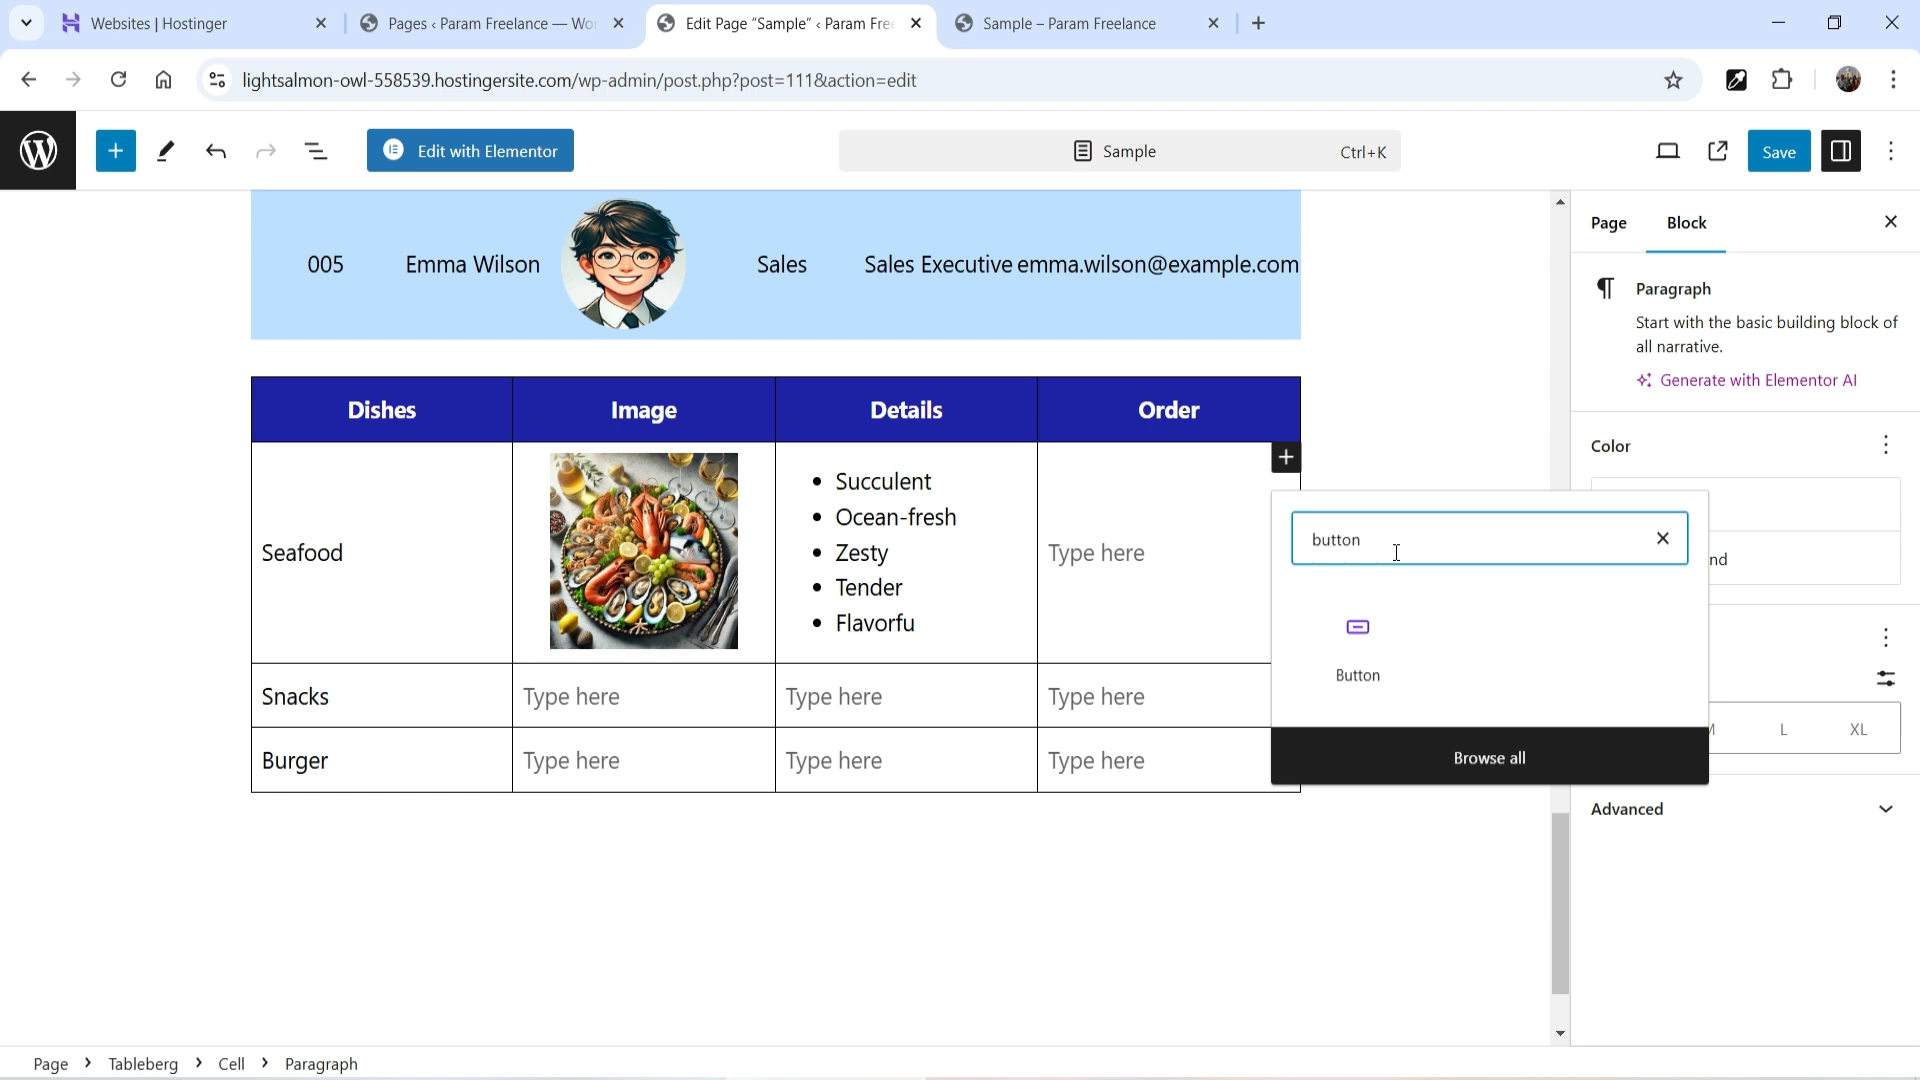 Websites | Hostinger
Pages ‹ Param Freelance — Wo
Edit Page “Sample” ‹ Param Free
Sample – Param Freelance
lightsalmon-owl-558539.hostingersite.com/wp-admin/post.php?post=111&action=edit
Edit with Elementor
Sample
Ctrl+K
Save
005 Emma Wilson Sales Sales Executive emma.wilson@example.com
Page Block
Paragraph
Start with the basic building block of
all narrative.
Generate with Elementor AI
Color
Dishes Image Details Order
Seafood
Succulent
Ocean-fresh
Zesty
Tender
Flavorfu
Type here
button
nd
Button
Browse all
L XL
Snacks Type here Type here Type here
Burger Type here Type here Type here
Advanced
Page Tableberg Cell Paragraph